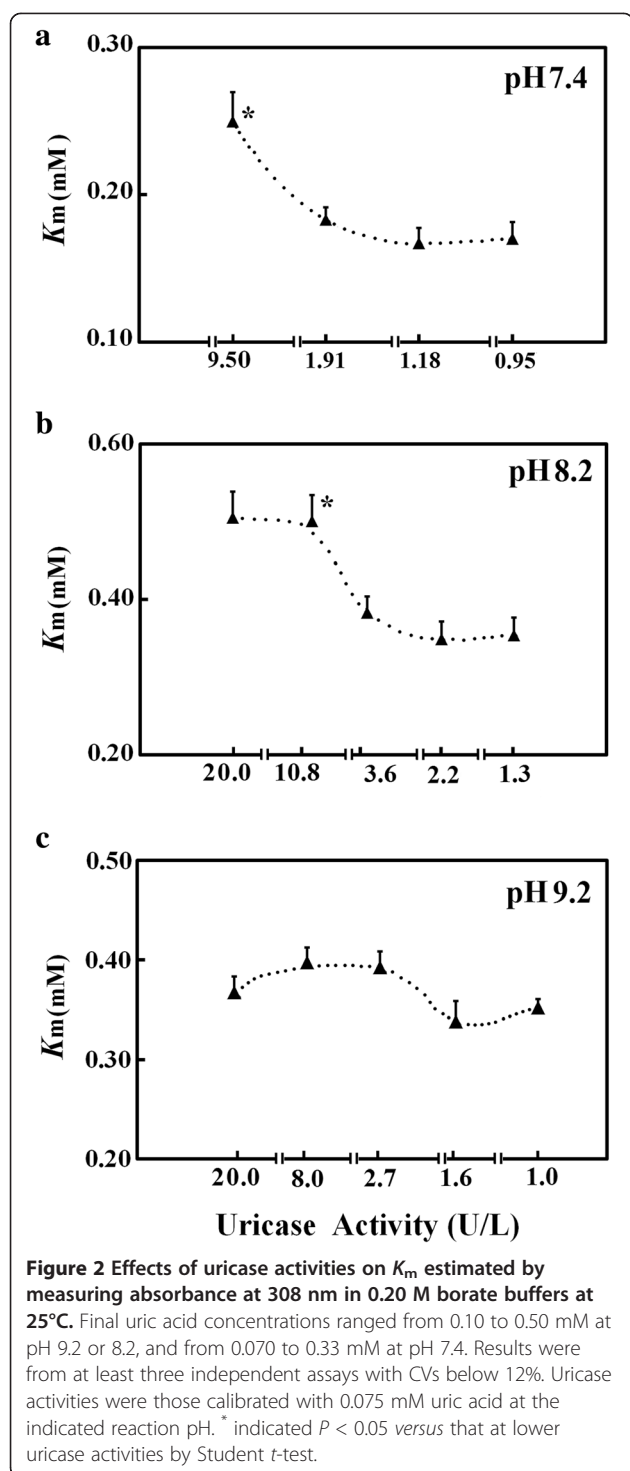 a
0.30
pH 7.4
*
0.20
Km (mM)
0.10
9.50 1.91 1.18 0.95
b
0.60
pH 8.2
*
0.40
Km (mM)
0.20
20.0 10.8 3.6 2.2 1.3
c
0.50
pH 9.2
0.40
Km (mM)
0.30
0.20
20.0 8.0 2.7 1.6 1.0
Uricase Activity (U/L)
Figure 2 Effects of uricase activities on Km estimated by
measuring absorbance at 308 nm in 0.20 M borate buffers at
25°C. Final uric acid concentrations ranged from 0.10 to 0.50 mM at
pH 9.2 or 8.2, and from 0.070 to 0.33 mM at pH 7.4. Results were
from at least three independent assays with CVs below 12%. Uricase
activities were those calibrated with 0.075 mM uric acid at the
indicated reaction pH. * indicated P < 0.05 versus that at lower
uricase activities by Student t-test.